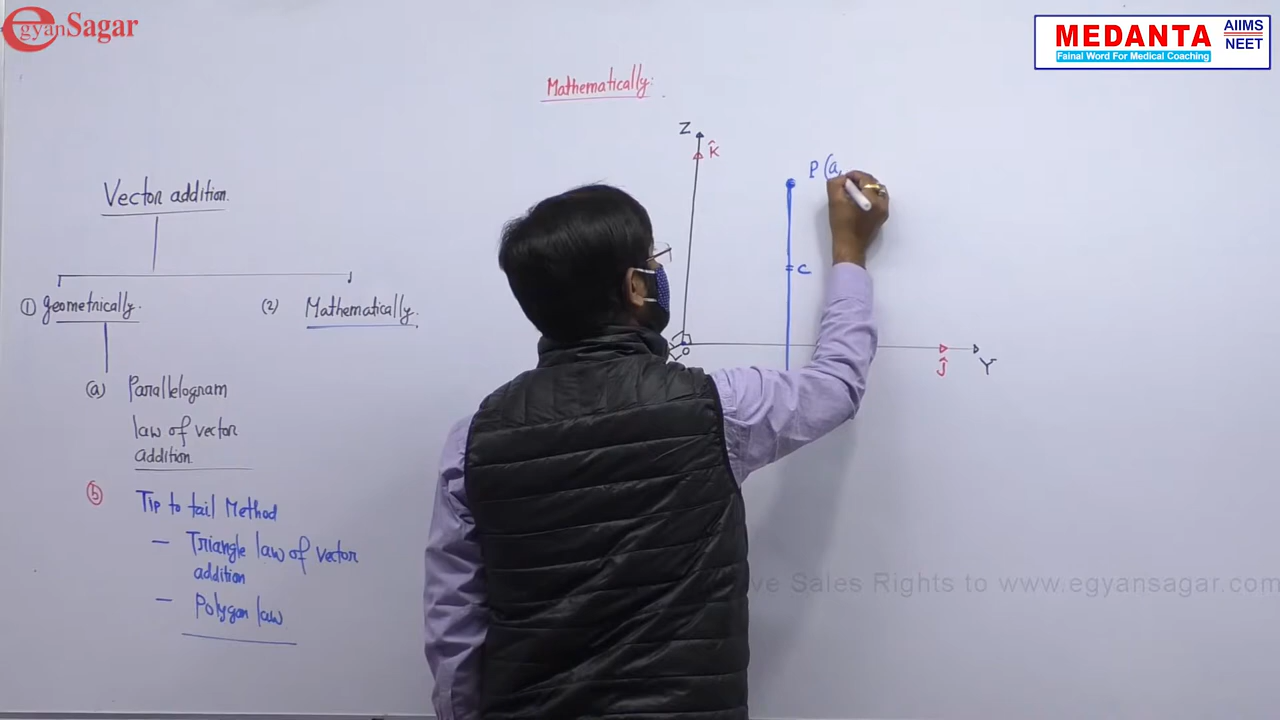 egyanSagar
MEDANTA
AIIMS
NEET
Fainal Word For Medical Coaching
Mathematically:
Vector addition.
① Geometrically.
(2) Mathematically.
(a) Parallelogram
law of vector
addition
ⓑ Tip to tail Method
— Triangle law of vector
addition
— Polygon law
Z
K̂
P (a,
C
O
Ĵ
Y
ve Sales Rights to www.egyansagar.com